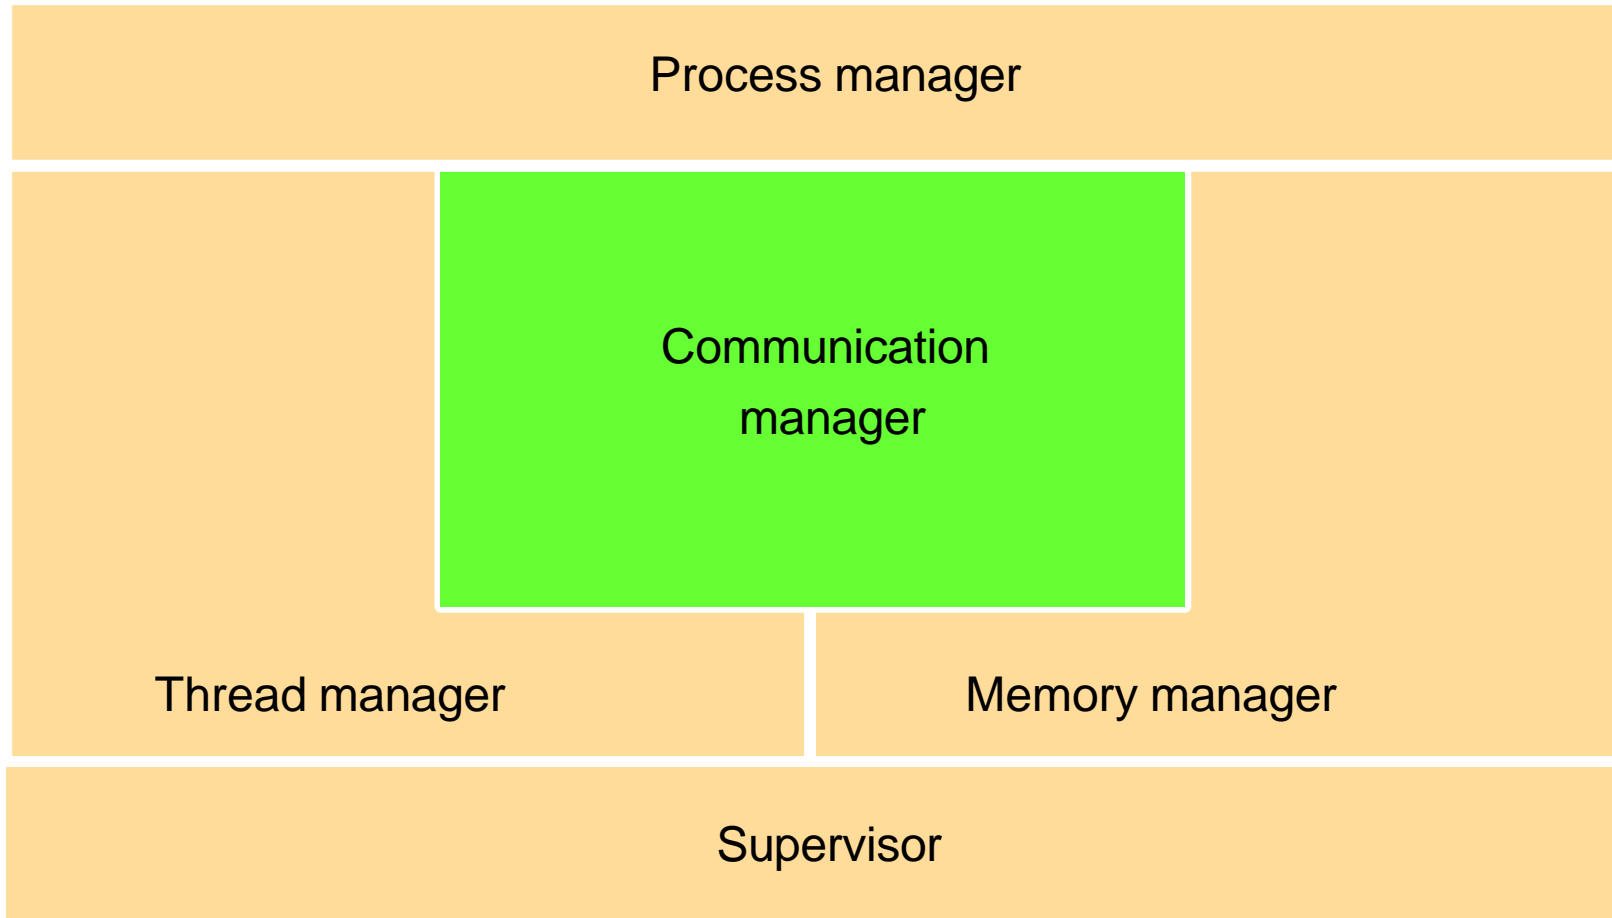 Process manager
Communication
manager
Thread manager
Memory manager
Supervisor